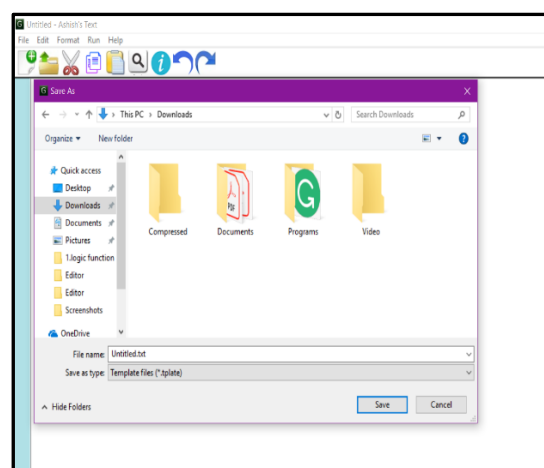 Untitled - Ashish's Text
File Edit Format Run Help
Save As
This PC > Downloads
Search Downloads
Organize
New folder
Quick access
Desktop
Downloads
Documents
Pictures
1.logic function
Editor
Editor
Screenshots
OneDrive
Compressed
Documents
Programs
Video
File name: Untitled.txt
Save as type: Template files (*.tplate)
Hide Folders
Save
Cancel